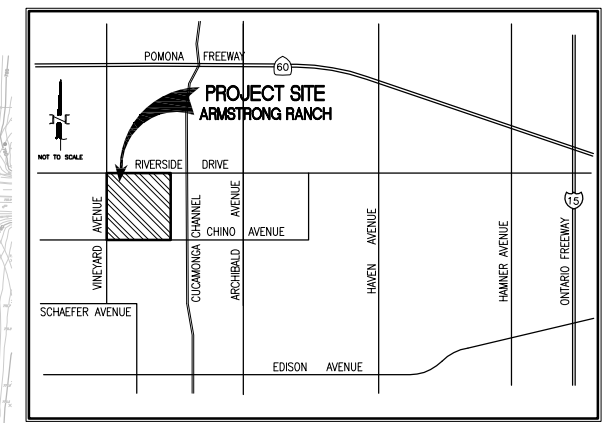 POMONA FREEWAY
60
PROJECT SITE
ARMSTRONG RANCH
NOT TO SCALE
RIVERSIDE DRIVE
15
VINEYARD AVENUE
CUCAMONGA CHANNEL
ARCHIBALD AVENUE
CHINO AVENUE
HAVEN AVENUE
HAMNER AVENUE
ONTARIO FREEWAY
SCHAEFER AVENUE
EDISON AVENUE